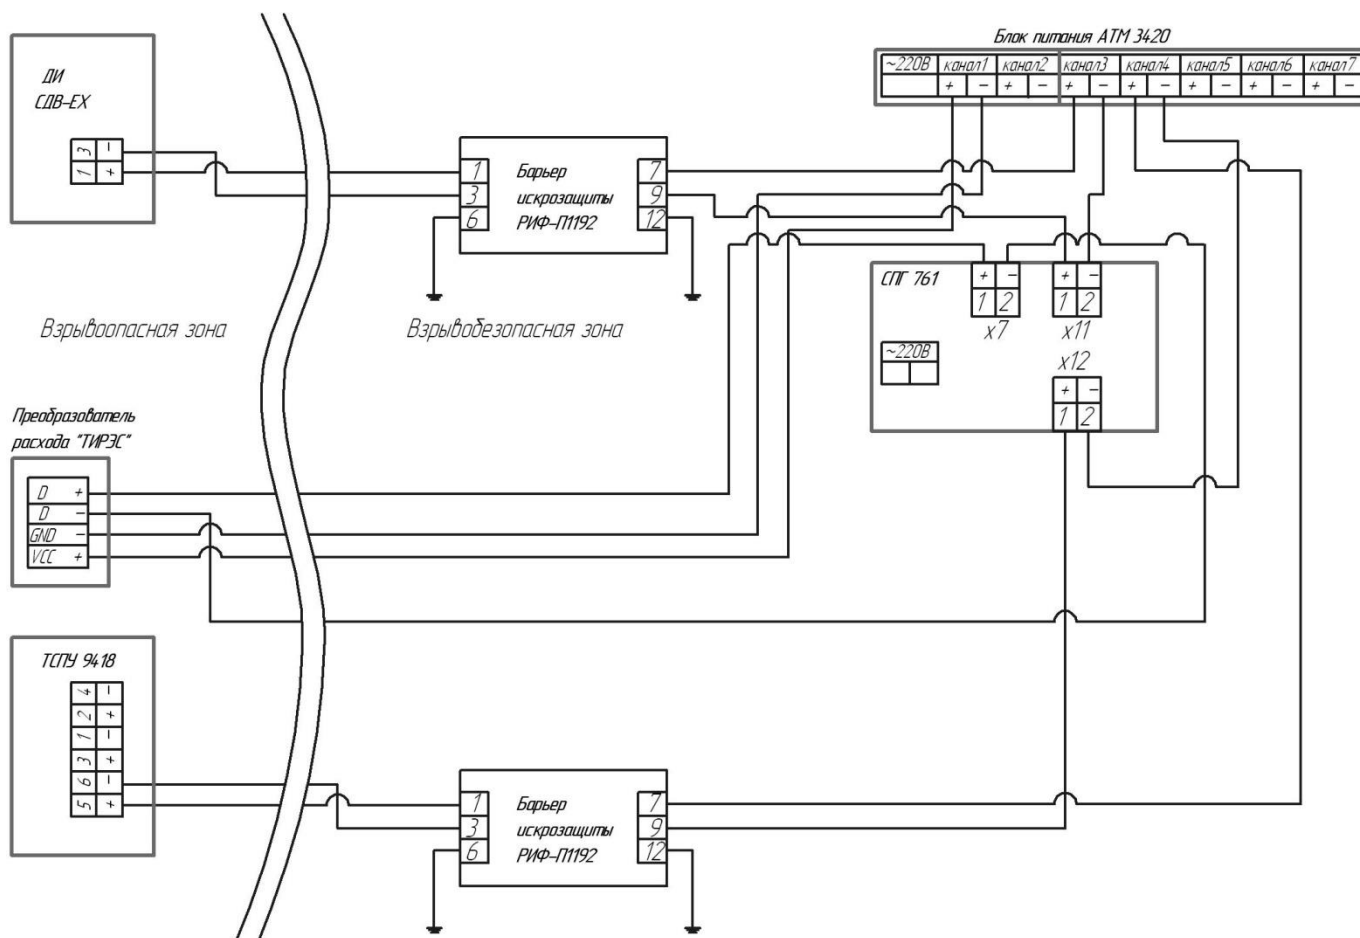 Блок питания АТМ 3420
~220В канал1 канал2 канал3 канал4 канал5 канал6 канал7
+ − + − + − + − + − + − + −
ДИ
СДВ-ЕХ
3 −
1 +
1 Барьер 7
3 искрозащиты 9
6 РИФ-П1192 12
СПГ 761
+ − + −
1 2 1 2
х7 х11
~220В
х12
+ −
1 2
Взрывоопасная зона
Взрывобезопасная зона
Преобразователь
расхода "ТИРЭС"
D +
D −
GND −
VCC +
ТСПУ 9418
4 −
2 +
1 −
3 +
6 −
5 +
1 Барьер 7
3 искрозащиты 9
6 РИФ-П1192 12